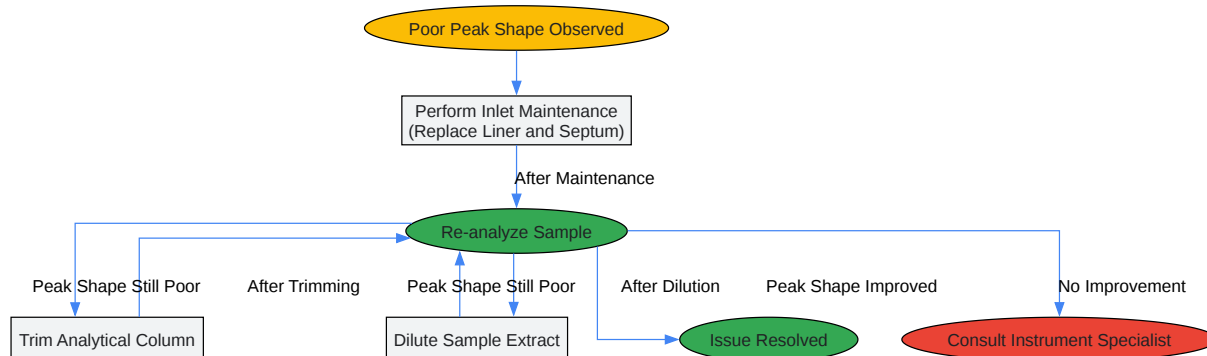 Poor Peak Shape Observed
Perform Inlet Maintenance
(Replace Liner and Septum)
After Maintenance
Re-analyze Sample
Peak Shape Still Poor
After Trimming
Peak Shape Still Poor
After Dilution
Peak Shape Improved
No Improvement
Trim Analytical Column
Dilute Sample Extract
Issue Resolved
Consult Instrument Specialist